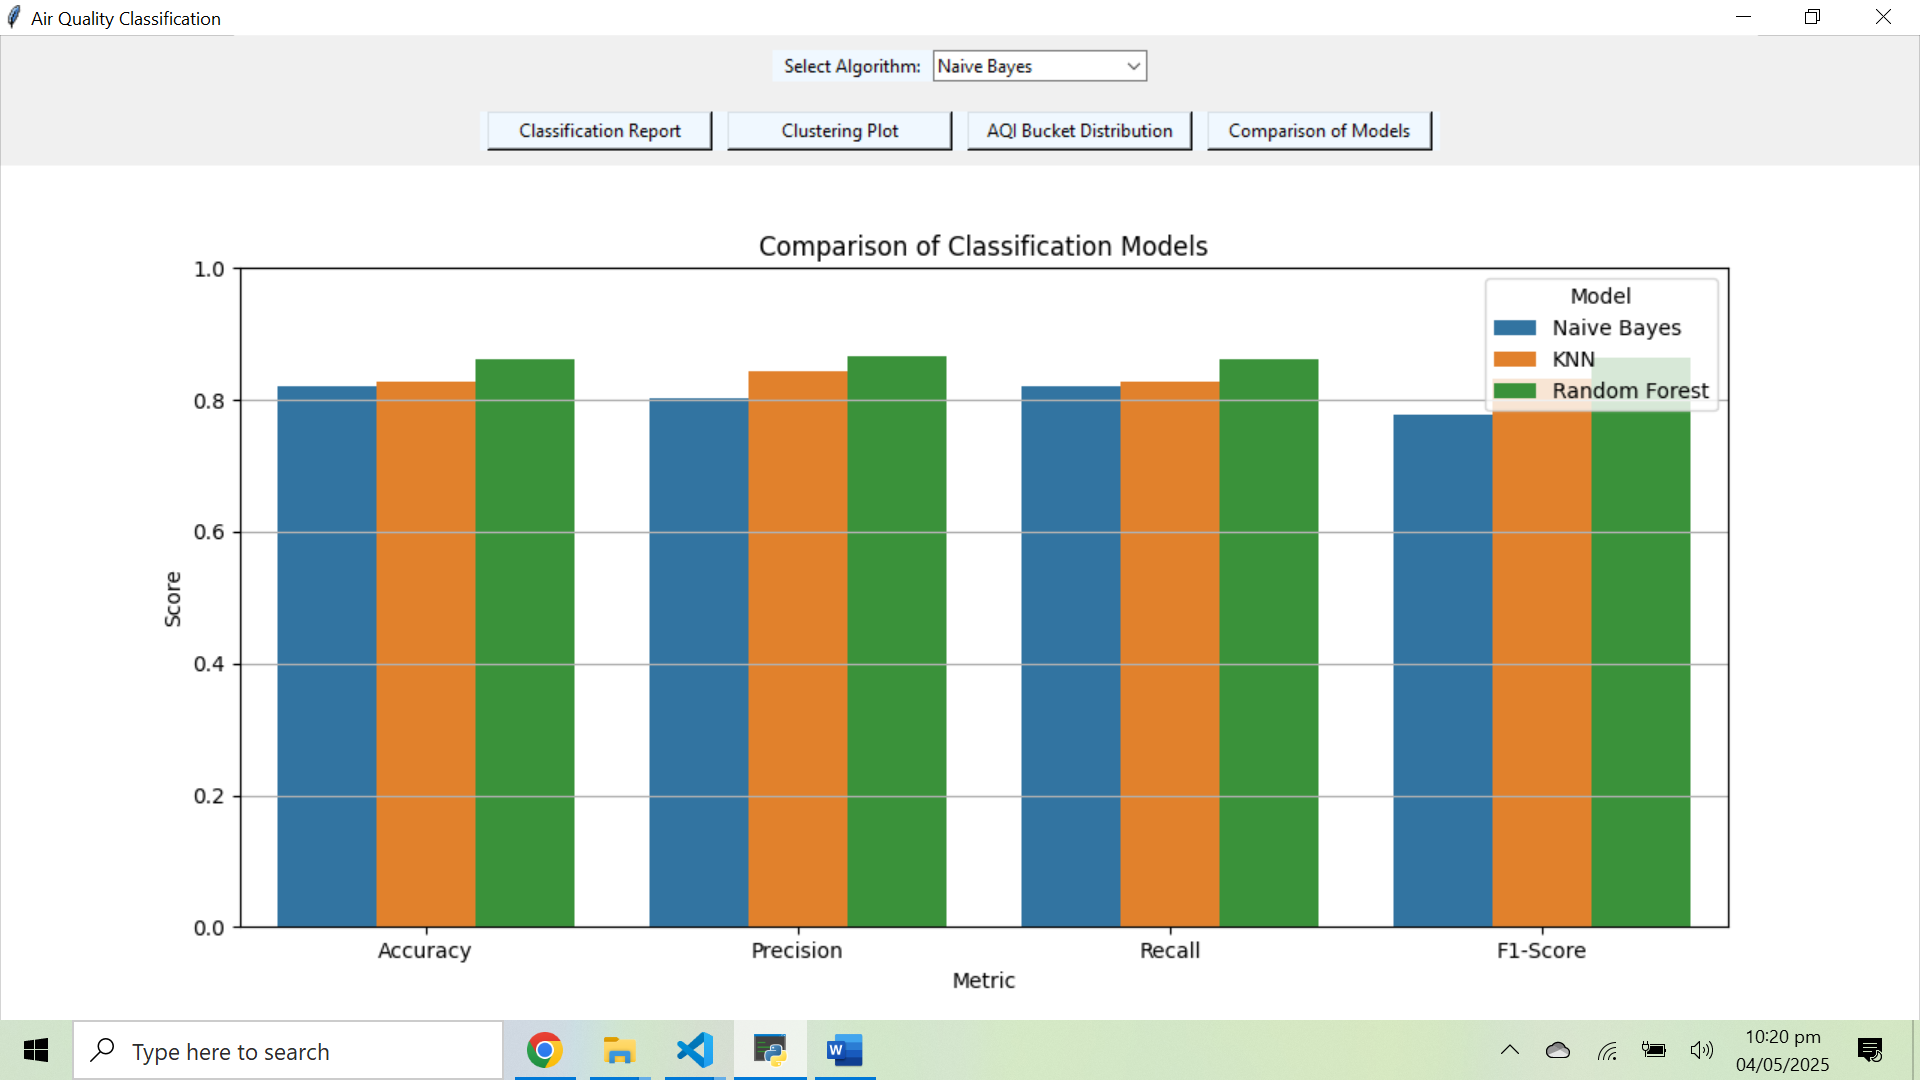 Air Quality Classification
Select Algorithm: Naive Bayes
Classification Report Clustering Plot AQI Bucket Distribution Comparison of Models
Comparison of Classification Models
1.0
0.8
0.6
0.4
0.2
0.0
Score
Model
Naive Bayes
KNN
Random Forest
Accuracy Precision Recall F1-Score
Metric
Type here to search
W
10:20 pm
04/05/2025